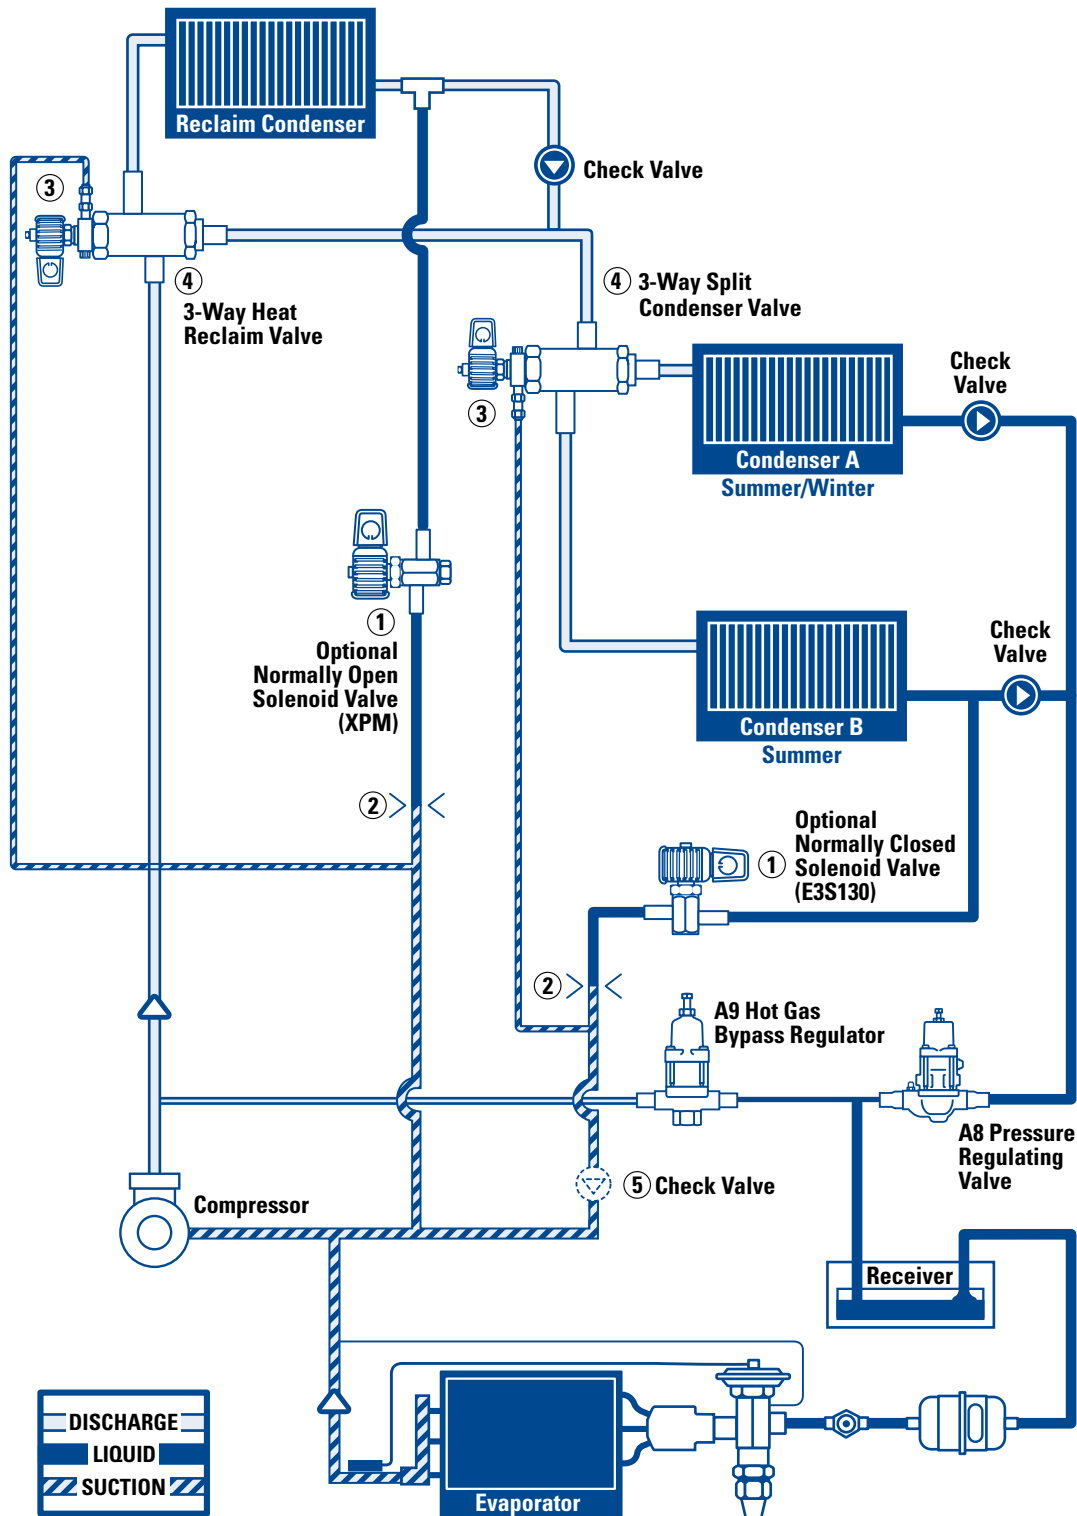 Reclaim Condenser
Check Valve
3
4
3-Way Heat
Reclaim Valve
4 3-Way Split
Condenser Valve
3
Check
Valve
Condenser A
Summer/Winter
1
Optional
Normally Open
Solenoid Valve
(XPM)
Check
Valve
Condenser B
Summer
2
1
Optional
Normally Closed
Solenoid Valve
(E3S130)
2
A9 Hot Gas
Bypass Regulator
A8 Pressure
Regulating
Valve
5 Check Valve
Compressor
Receiver
DISCHARGE
LIQUID
SUCTION
Evaporator